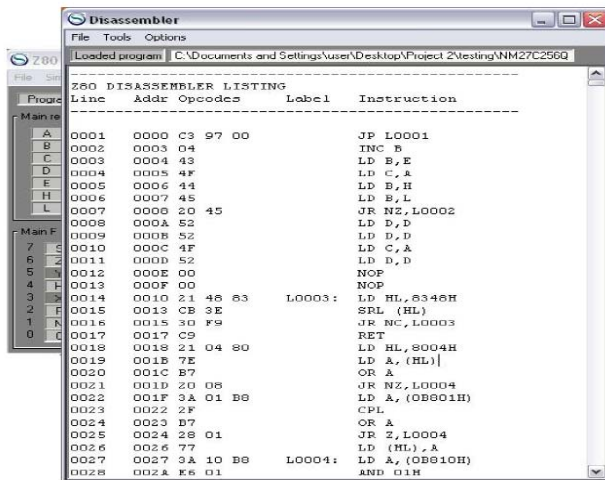 Disassembler
File Tools Options
Loaded program C:\Documents and Settings\user\Desktop\Project 2\testing\NM27C256Q
Z80 DISASSEMBLER LISTING
Line Addr Opcodes Label Instruction
0001 0000 C3 97 00 JP L0001
0002 0003 04 INC B
0003 0004 43 LD B,E
0004 0005 4F LD C,A
0005 0006 44 LD B,H
0006 0007 45 LD B,L
0007 0008 20 45 JR NZ,L0002
0008 000A 52 LD D,D
0009 000B 52 LD D,D
0010 000C 4F LD C,A
0011 000D 52 LD D,D
0012 000E 00 NOP
0013 000F 00 NOP
0014 0010 21 48 83 L0003: LD HL,8348H
0015 0013 CB 3E SRL (HL)
0016 0015 30 F9 JR NC,L0003
0017 0017 C9 RET
0018 0018 21 04 80 LD HL,8004H
0019 001B 7E LD A,(HL)
0020 001C B7 OR A
0021 001D 20 08 JR NZ,L0004
0022 001F 3A 01 B8 LD A,(0B801H)
0023 0022 2F CPL
0024 0023 B7 OR A
0025 0024 28 01 JR Z,L0004
0026 0026 77 LD (HL),A
0027 0027 3A 10 B8 L0004: LD A,(0B810H)
0028 002A E6 01 AND 01H
Z80
File
Main re
A
B
C
D
E
H
L
Main F
7
6
5
4
3
2
1
0